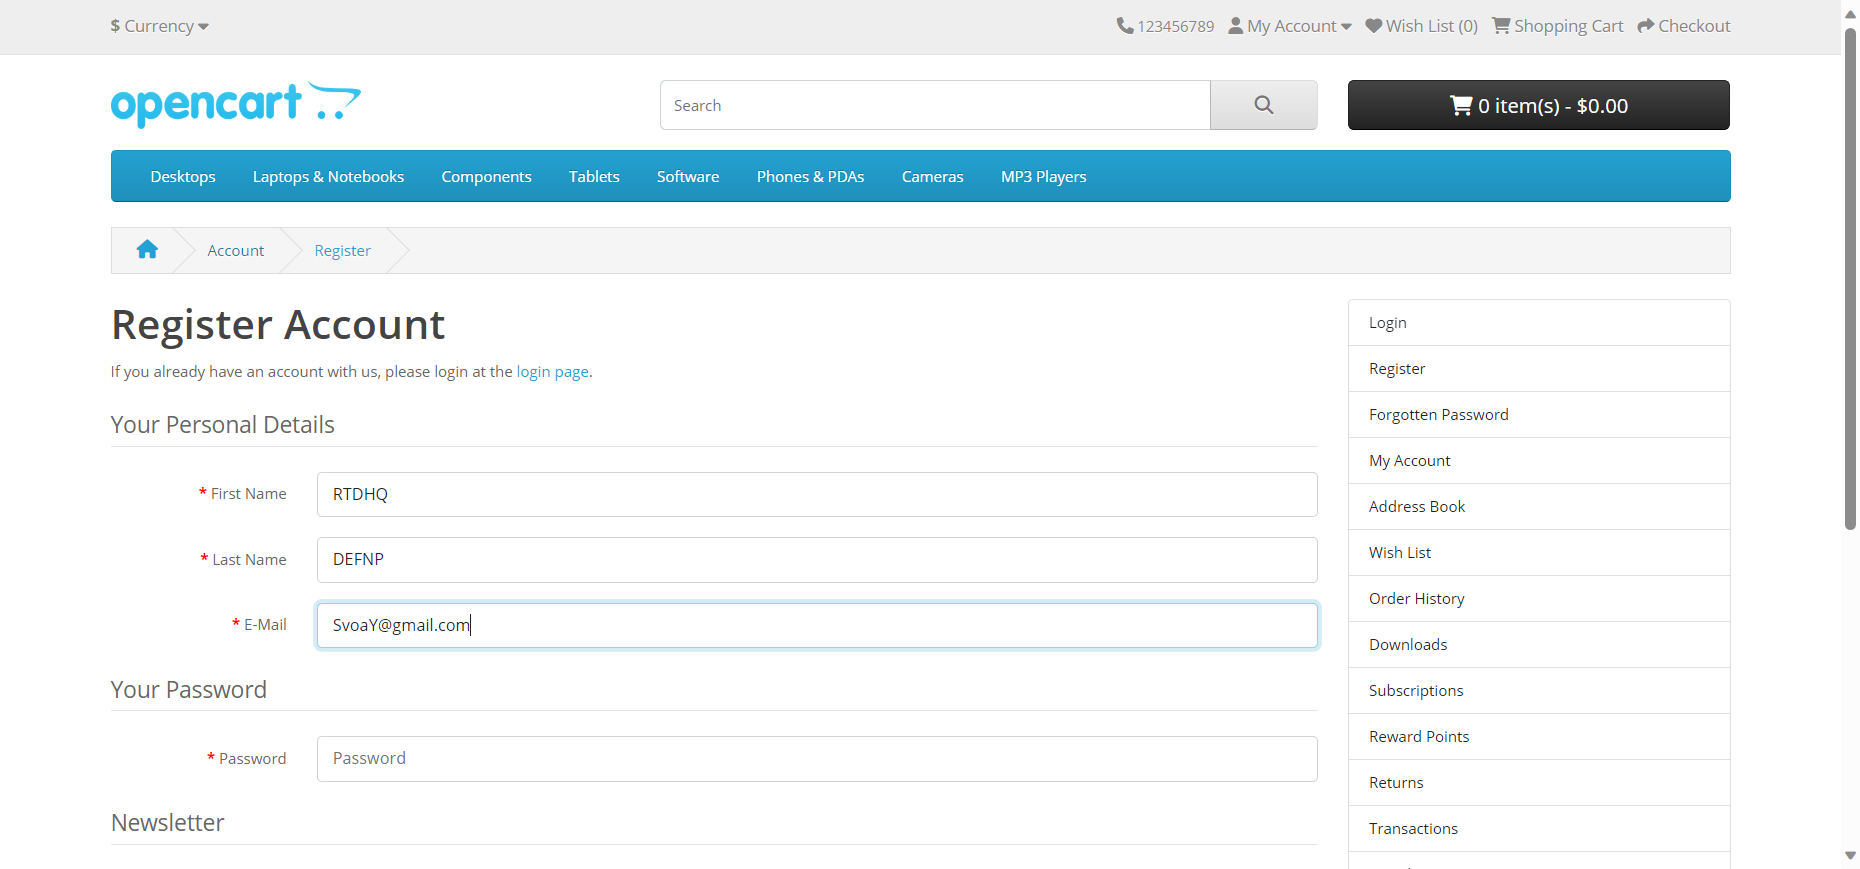 $ Currency
123456789 My Account Wish List (0) Shopping Cart Checkout
opencart
Search
0 item(s) - $0.00
Desktops Laptops & Notebooks Components Tablets Software Phones & PDAs Cameras MP3 Players
Account Register
Register Account
If you already have an account with us, please login at the login page.
Your Personal Details
* First Name RTDHQ
* Last Name DEFNP
* E-Mail SvoaY@gmail.com
Your Password
* Password Password
Newsletter
Login
Register
Forgotten Password
My Account
Address Book
Wish List
Order History
Downloads
Subscriptions
Reward Points
Returns
Transactions